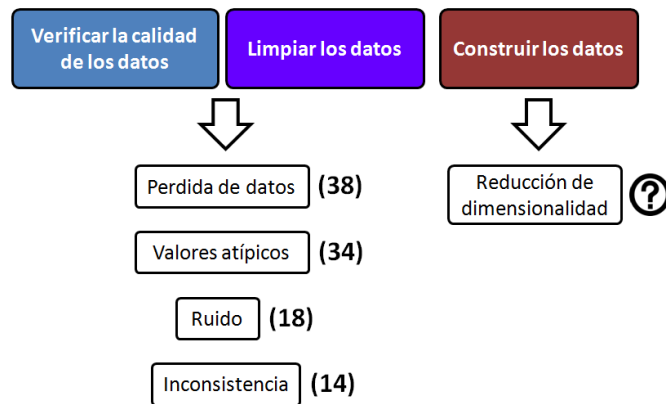 Verificar la calidad
de los datos
Limpiar los datos
Construir los datos
Perdida de datos (38)
Reducción de
dimensionalidad
?
Valores atípicos (34)
Ruido (18)
Inconsistencia (14)